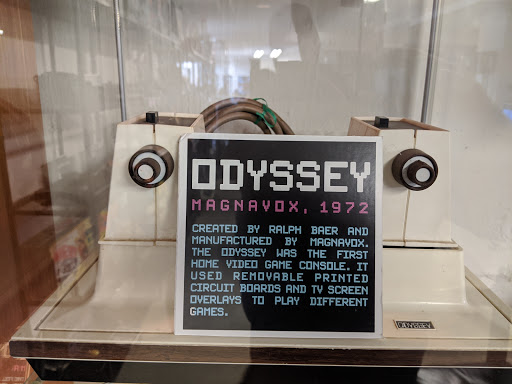 ODYSSEY
MAGNAVOX, 1972
CREATED BY RALPH BAER AND
MANUFACTURED BY MAGNAVOX.
THE ODYSSEY WAS THE FIRST
HOME VIDEO GAME CONSOLE. IT
USED REMOVABLE PRINTED
CIRCUIT BOARDS AND TV SCREEN
OVERLAYS TO PLAY DIFFERENT
GAMES.
ODYSSEY